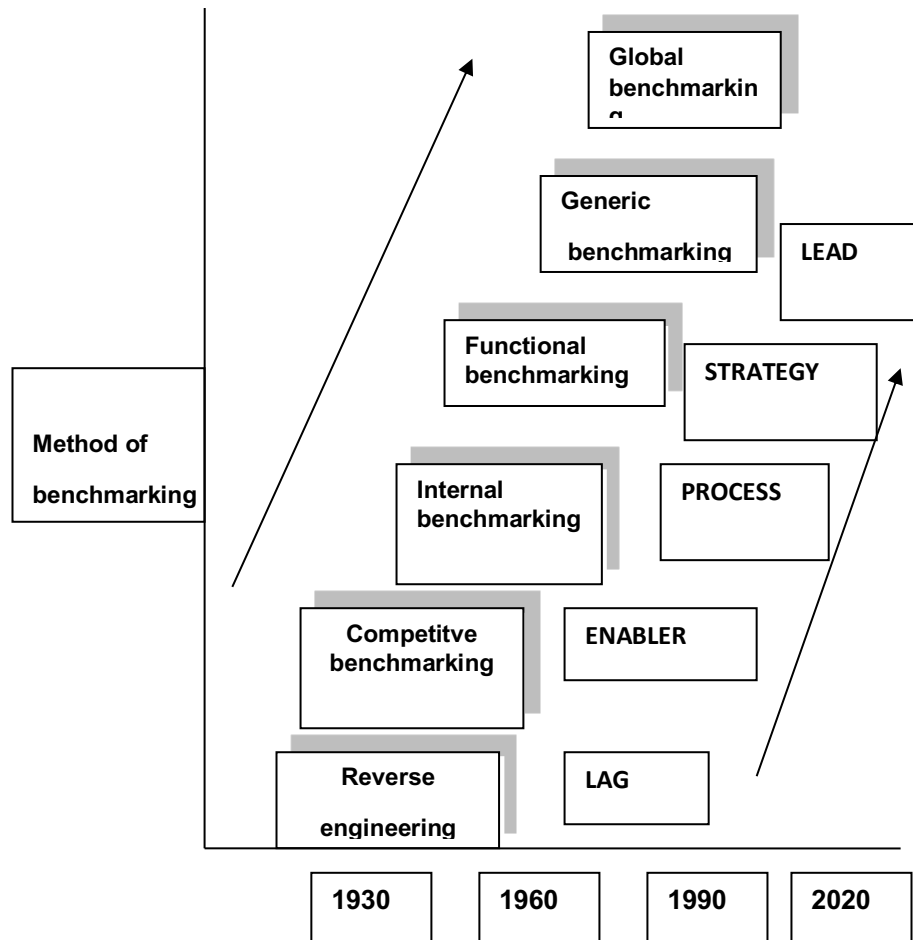 Global
benchmarkin
g
Generic
benchmarking
LEAD
Functional
benchmarking
STRATEGY
Method of
benchmarking
Internal
benchmarking
PROCESS
Competitve
benchmarking
ENABLER
Reverse
engineering
LAG
1930
1960
1990
2020